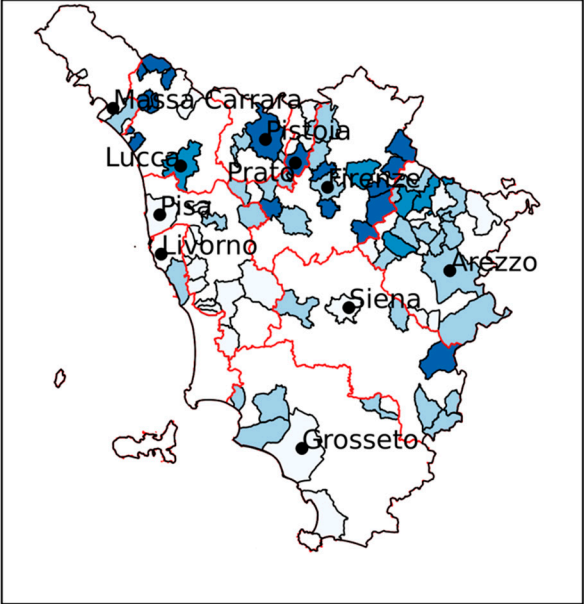 Massa Carrara
Pistoia
Lucca
Prato
Firenze
Pisa
Livorno
Arezzo
Siena
Grosseto